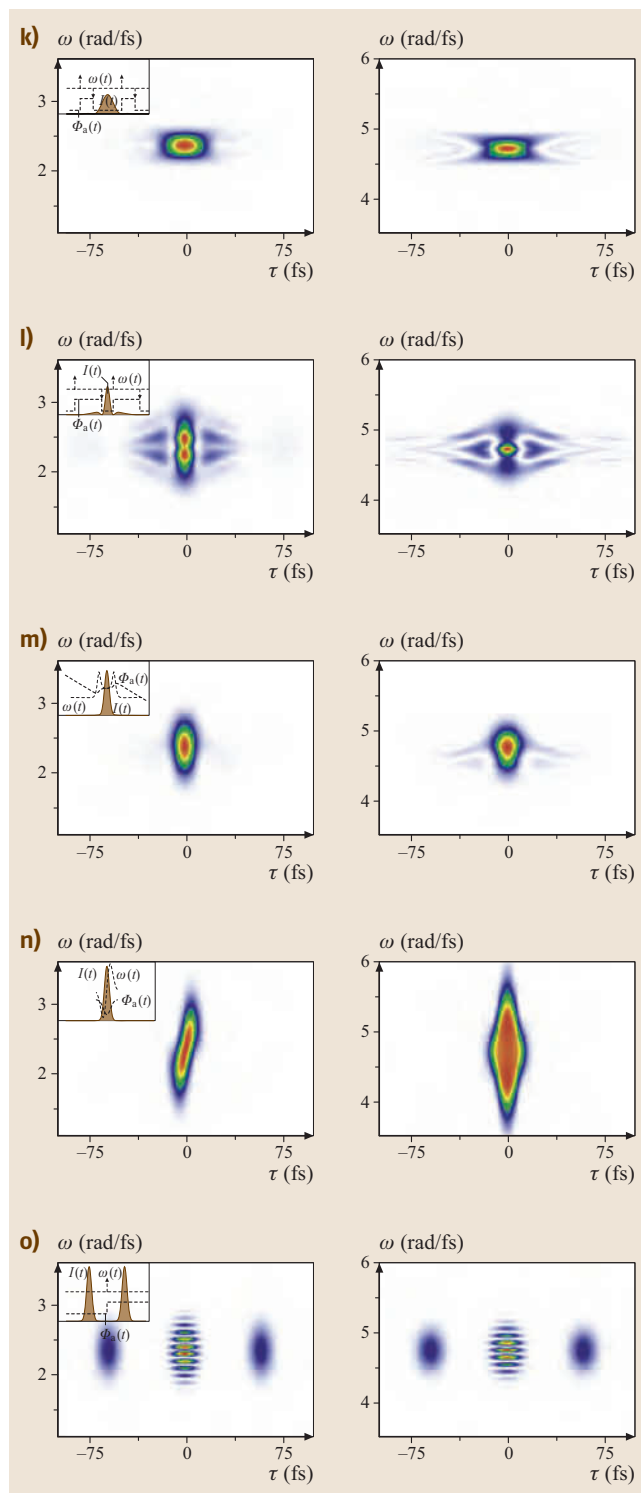 k) ω (rad/fs) ω (rad/fs)
6
3
5
2
4
ω(t)
I(t)
Φa(t)
–75 0 75 –75 0 75
τ (fs) τ (fs)
l) ω (rad/fs) ω (rad/fs)
6
3
5
2
4
I(t)
ω(t)
Φa(t)
–75 0 75 –75 0 75
τ (fs) τ (fs)
m) ω (rad/fs) ω (rad/fs)
6
3
5
2
4
Φa(t)
ω(t) I(t)
–75 0 75 –75 0 75
τ (fs) τ (fs)
n) ω (rad/fs) ω (rad/fs)
6
3
5
2
4
I(t) ω(t)
Φa(t)
–75 0 75 –75 0 75
τ (fs) τ (fs)
o) ω (rad/fs) ω (rad/fs)
6
3
5
2
4
I(t) ω(t)
Φa(t)
–75 0 75 –75 0 75
τ (fs) τ (fs)